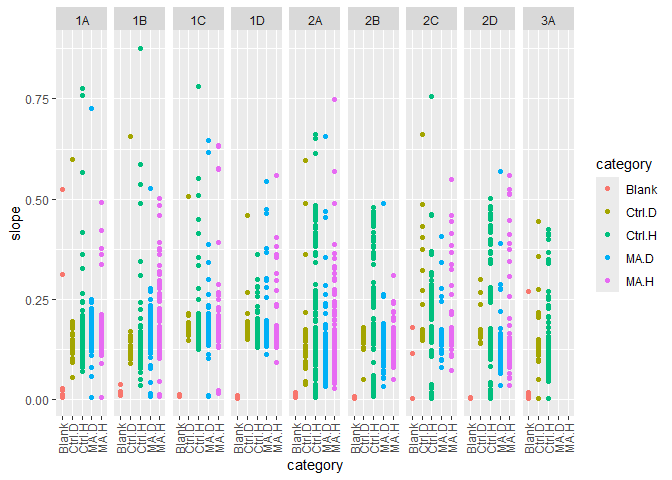 1A 1B 1C 1D 2A 2B 2C 2D 3A
slope
0.75
0.50
0.25
0.00
Blank Ctrl.D Ctrl.H MA.D MA.H Blank Ctrl.D Ctrl.H MA.D MA.H Blank Ctrl.D Ctrl.H MA.D MA.H Blank Ctrl.D Ctrl.H MA.D MA.H Blank Ctrl.D Ctrl.H MA.D MA.H Blank Ctrl.D Ctrl.H MA.D MA.H Blank Ctrl.D Ctrl.H MA.D MA.H Blank Ctrl.D Ctrl.H MA.D MA.H Blank Ctrl.D Ctrl.H MA.D MA.H
category
category
Blank
Ctrl.D
Ctrl.H
MA.D
MA.H